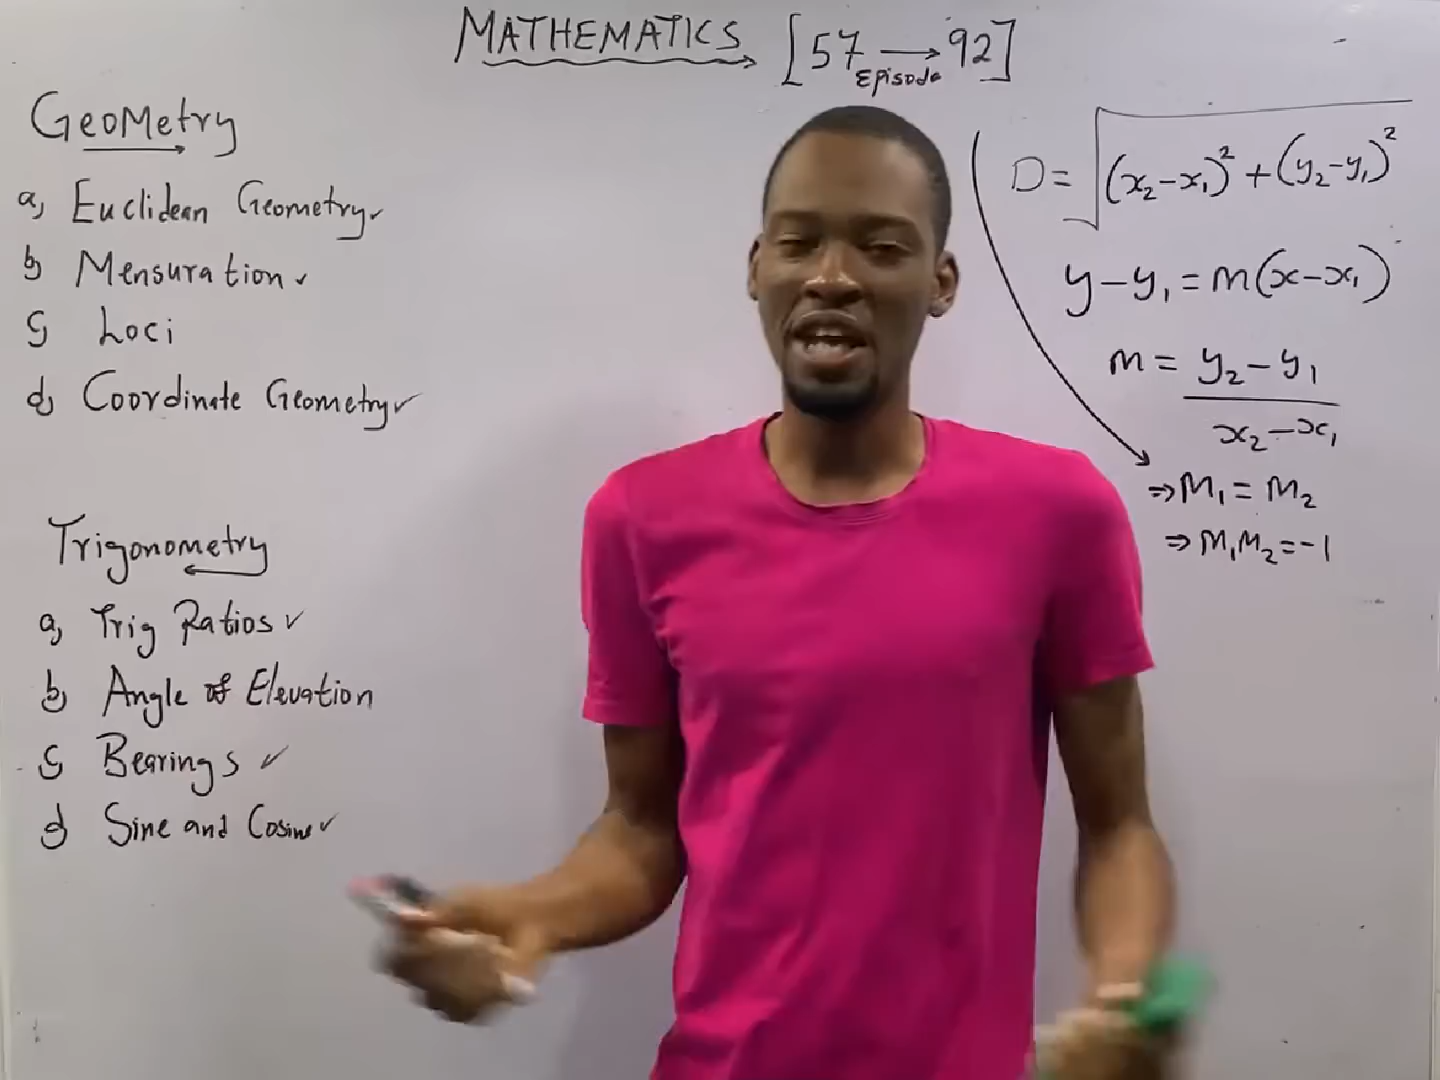 MATHEMATICS [57 → 92]
Episode
Geometry
a, Euclidean Geometry✓
b, Mensuration ✓
c, Loci
d, Coordinate Geometry✓
Trigonometry
a, Trig Ratios ✓
b, Angle of Elevation
c, Bearings ✓
d, Sine and Cosine ✓
D = √((x₂-x₁)² + (y₂-y₁)²)
y-y₁ = m(x-x₁)
m = y₂-y₁
x₂-x₁
⇒ M₁ = M₂
⇒ M₁M₂ = -1